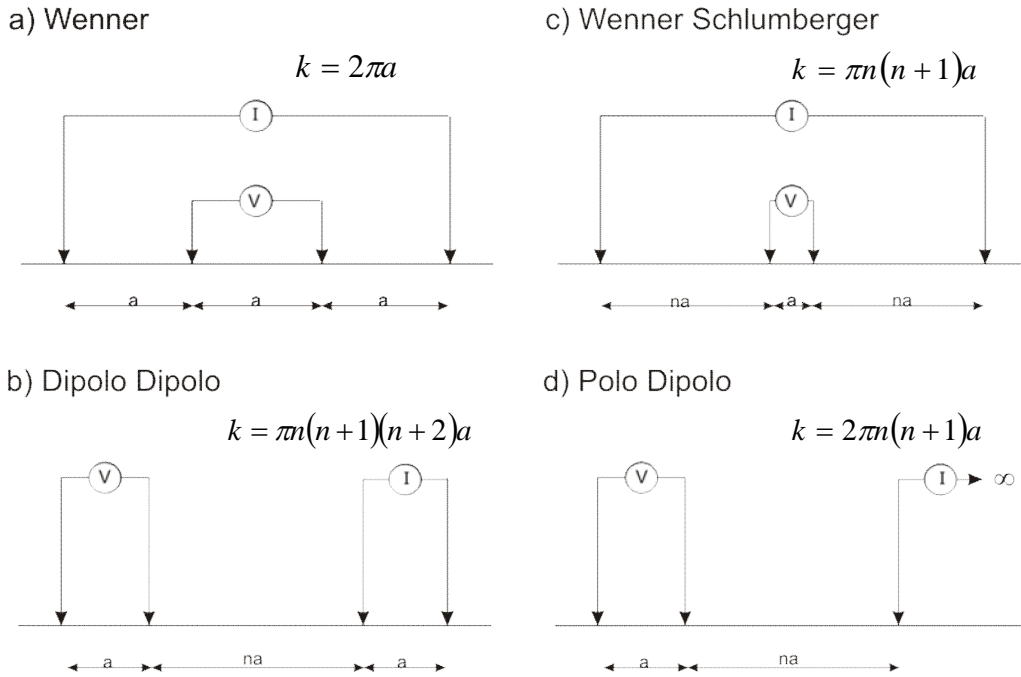 a) Wenner
k = 2πa
I
V
a a a
b) Dipolo Dipolo
k = πn(n + 1)(n + 2)a
V I
a na a
c) Wenner Schlumberger
k = πn(n + 1)a
I
V
na a na
d) Polo Dipolo
k = 2πn(n + 1)a
V I ∞
a na